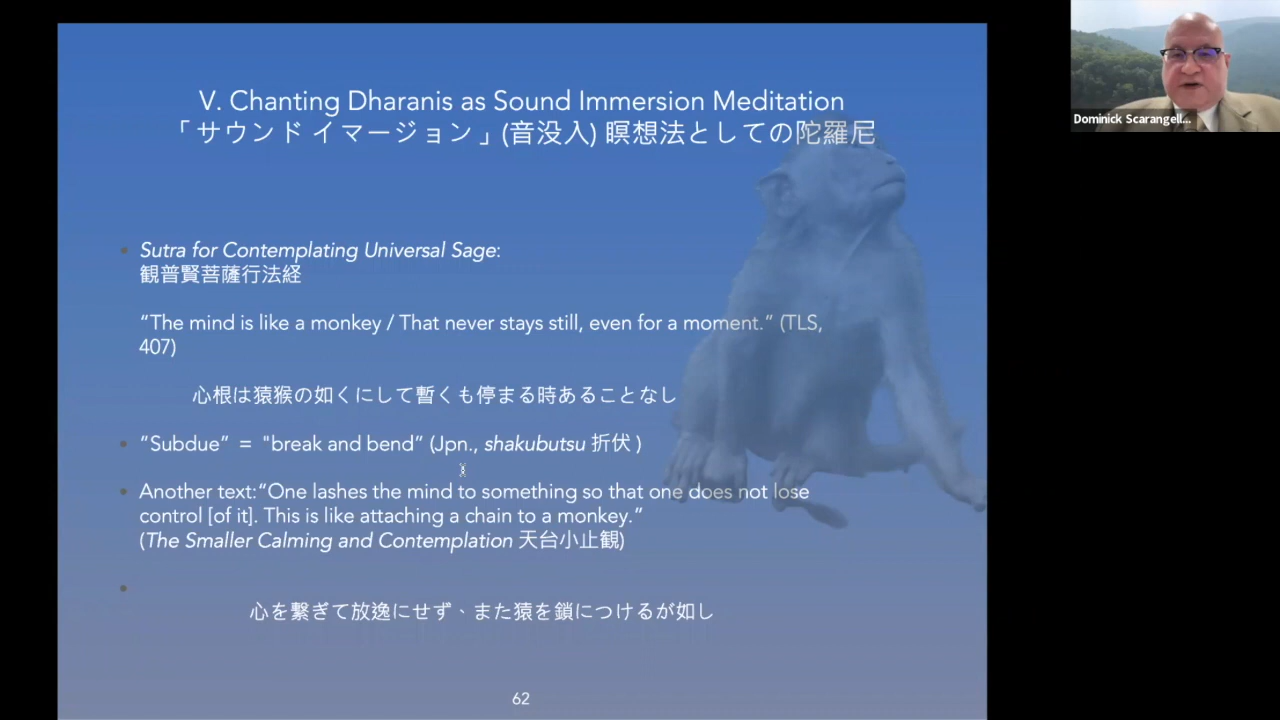 V. Chanting Dharanis as Sound Immersion Meditation
「サウンド イマージョン」(音没入) 瞑想法としての陀羅尼
Sutra for Contemplating Universal Sage:
観普賢菩薩行法経
“The mind is like a monkey / That never stays still, even for a moment.” (TLS,
407)
心根は猿猴の如くにして暫くも停まる時あることなし
“Subdue” = "break and bend” (Jpn., shakubutsu 折伏 )
Another text:“One lashes the mind to something so that one does not lose
control [of it]. This is like attaching a chain to a monkey.”
(The Smaller Calming and Contemplation 天台小止観)
心を繋ぎて放逸にせず、また猿を鎖につけるが如し
62
Dominick Scarangell...